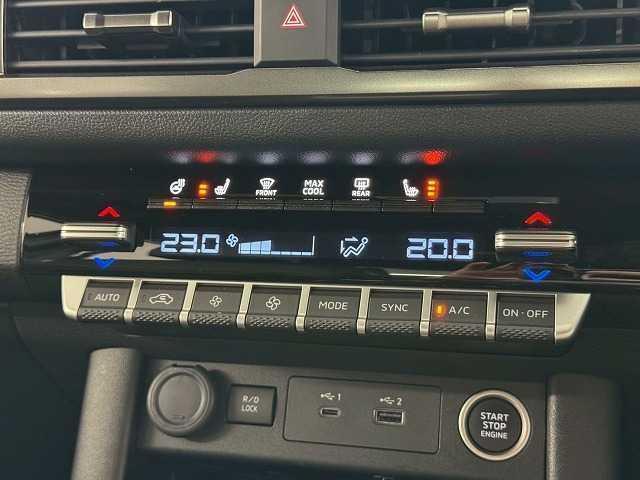 FRONT
MAX
COOL
REAR
23.0
20.0
AUTO
MODE
SYNC
A/C
ON·OFF
R/D
LOCK
1
2
START
STOP
ENGINE